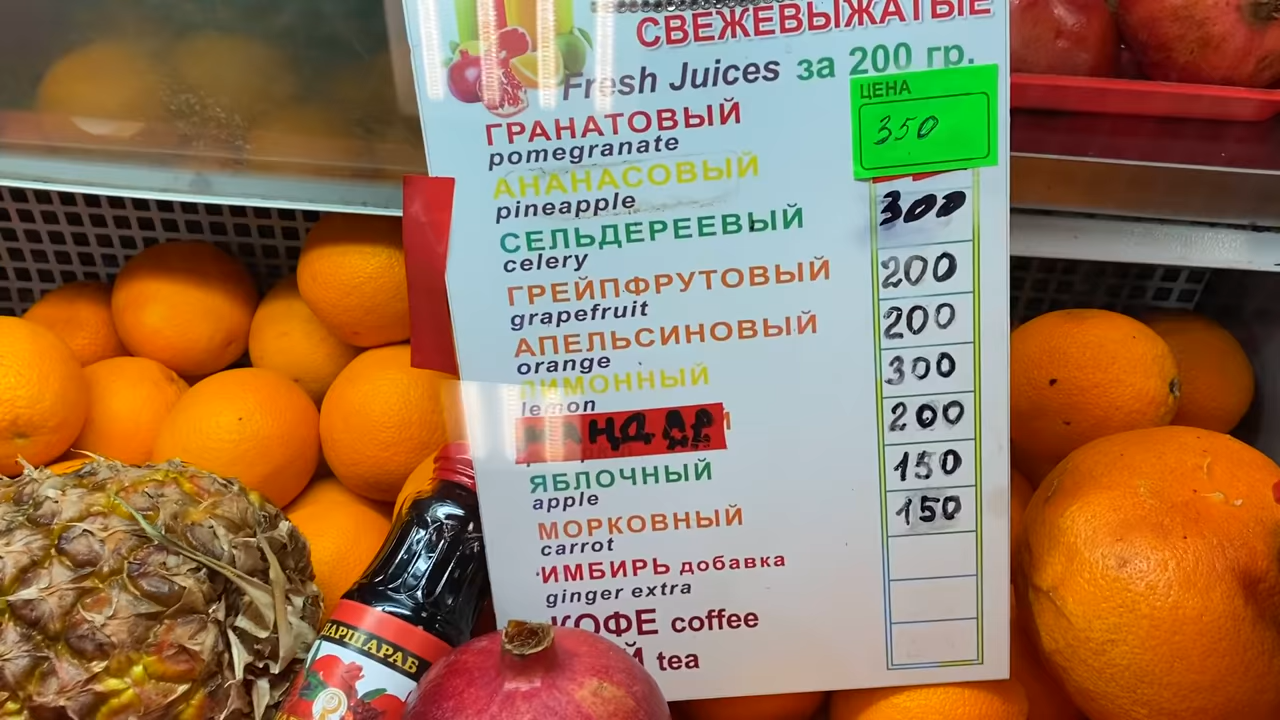 СВЕЖЕВЫЖАТЫЕ
Fresh Juices за 200 гр.
ЦЕНА
350
ГРАНАТОВЫЙ
pomegranate
АНАНАСОВЫЙ
pineapple
300
СЕЛЬДЕРЕЕВЫЙ
celery
200
ГРЕЙПФРУТОВЫЙ
grapefruit
200
АПЕЛЬСИНОВЫЙ
orange
300
ЛИМОННЫЙ
lemon
200
ЯБЛОЧНЫЙ
apple
150
МОРКОВНЫЙ
carrot
150
ИМБИРЬ добавка
ginger extra
КОФЕ coffee
tea
НАРШАРАБ